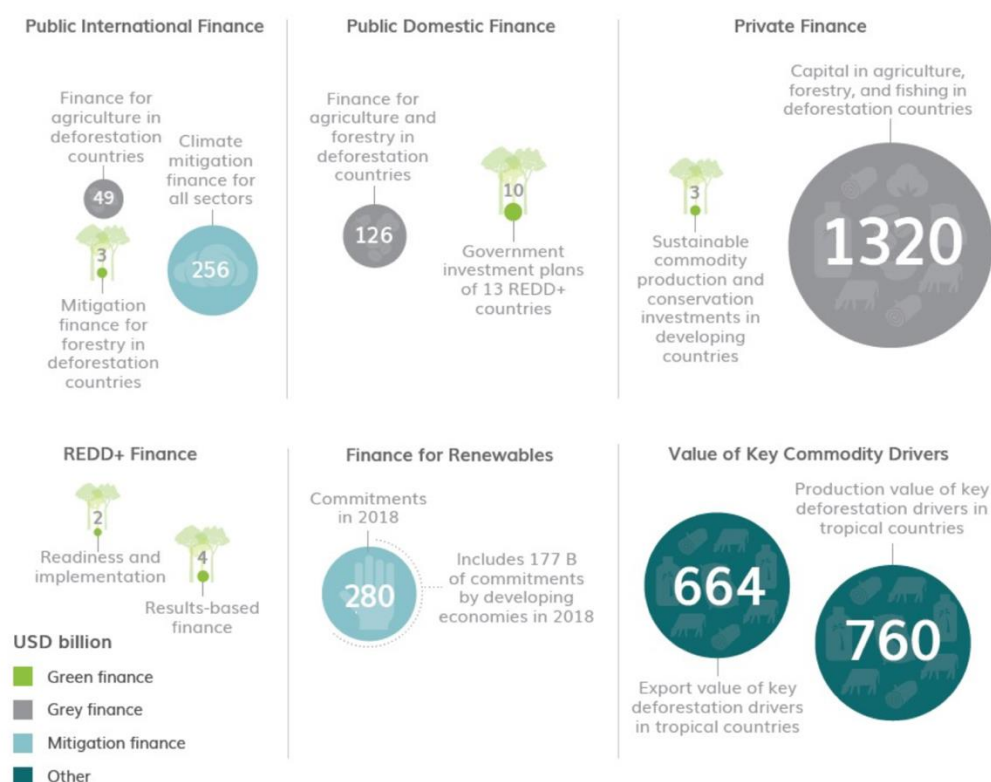 Public International Finance
Finance for
agriculture in
deforestation
countries
49
Climate
mitigation
finance for
all sectors
256
3
Mitigation
finance for
forestry in
deforestation
countries
Public Domestic Finance
Finance for
agriculture and
forestry in
deforestation
countries
126
10
Government
investment plans
of 13 REDD+
countries
Private Finance
Capital in agriculture,
forestry, and fishing in
deforestation countries
3
Sustainable
commodity
production and
conservation
investments in
developing
countries
1320
REDD+ Finance
2
Readiness and
implementation
4
Results-based
finance
Finance for Renewables
Commitments
in 2018
280
Includes 177 B
of commitments
by developing
economies in 2018
Value of Key Commodity Drivers
Production value of key
deforestation drivers in
tropical countries
664
760
Export value of key
deforestation drivers
in tropical countries
USD billion
Green finance
Grey finance
Mitigation finance
Other